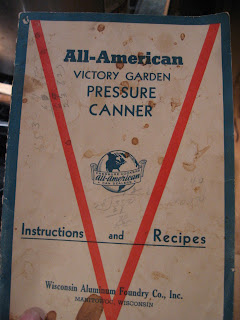 All-American
VICTORY GARDEN
PRESSURE
CANNER
All-American
Instructions and Recipes
Wisconsin Aluminum Foundry Co., Inc.
MANITOWOC, WISCONSIN